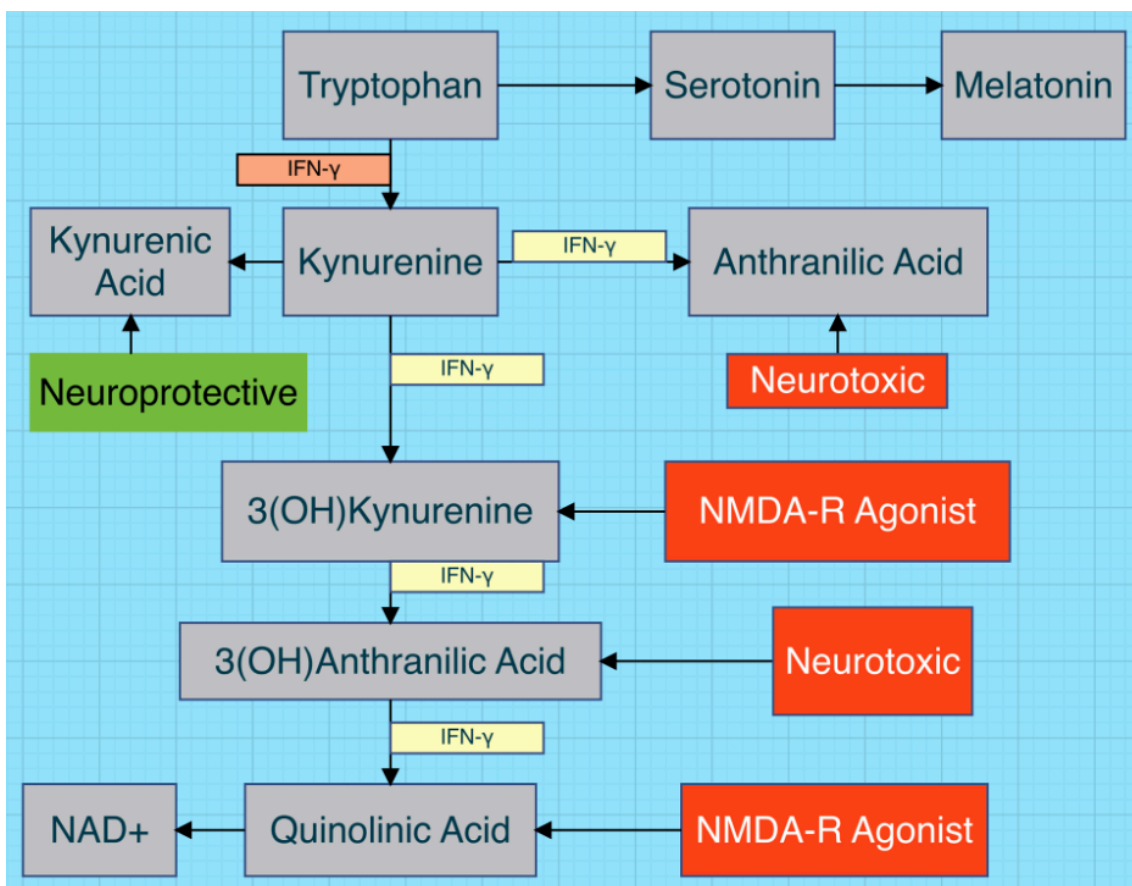 Tryptophan
Serotonin
Melatonin
IFN-γ
Kynurenic
Acid
Kynurenine
IFN-γ
Anthranilic Acid
Neuroprotective
IFN-γ
Neurotoxic
3(OH)Kynurenine
NMDA-R Agonist
IFN-γ
3(OH)Anthranilic Acid
Neurotoxic
IFN-γ
NAD+
Quinolinic Acid
NMDA-R Agonist